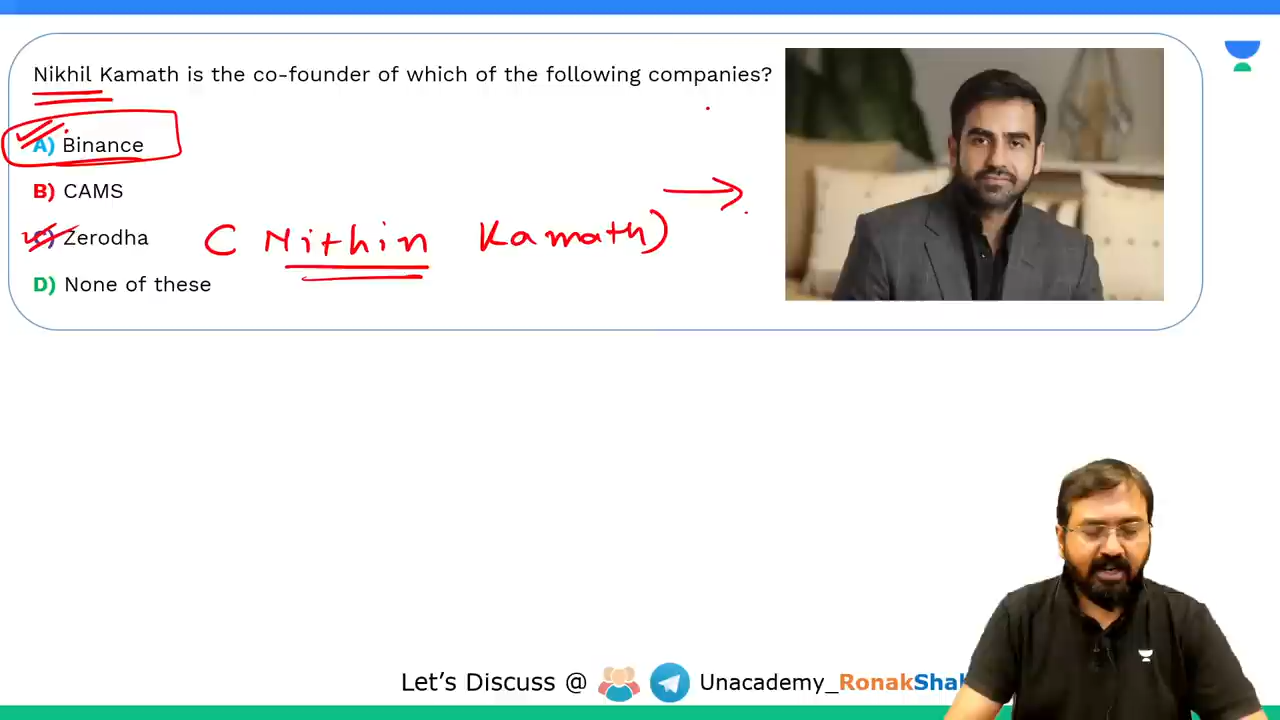 Nikhil Kamath is the co-founder of which of the following companies?
A) Binance
B) CAMS
C) Zerodha (Nithin Kamath)
D) None of these
Let's Discuss @ Unacademy_RonakShah